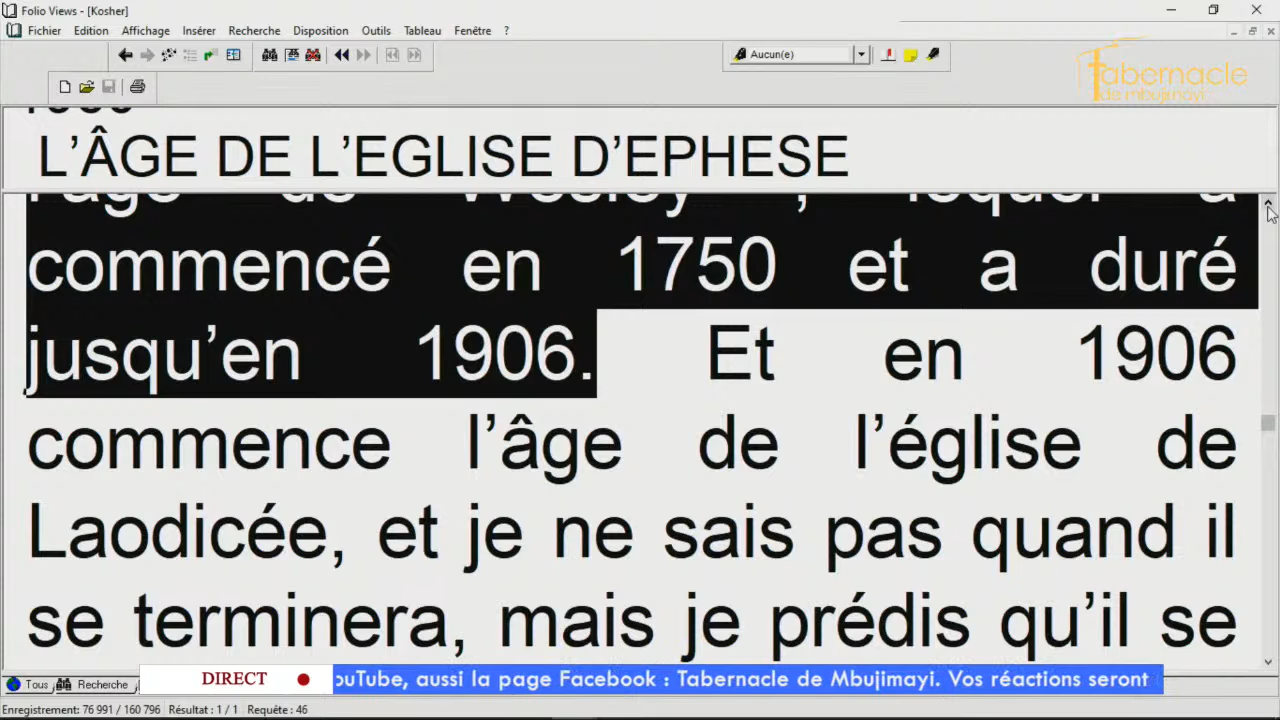 Folio Views - [Kosher]
Fichier Edition Affichage Insérer Recherche Disposition Outils Tableau Fenêtre ?
Aucun(e)
Tabernacle
de mbujimayi
L’ÂGE DE L’EGLISE D’EPHESE
l’âge de Wesley , lequel a
commencé en 1750 et a duré
jusqu’en 1906. Et en 1906
commence l’âge de l’église de
Laodicée, et je ne sais pas quand il
se terminera, mais je prédis qu’il se
Tous Recherche
DIRECT
ouTube, aussi la page Facebook : Tabernacle de Mbujimayi. Vos réactions seront
Enregistrement: 76 991 / 160 796 Résultat : 1 / 1 Requête : 46